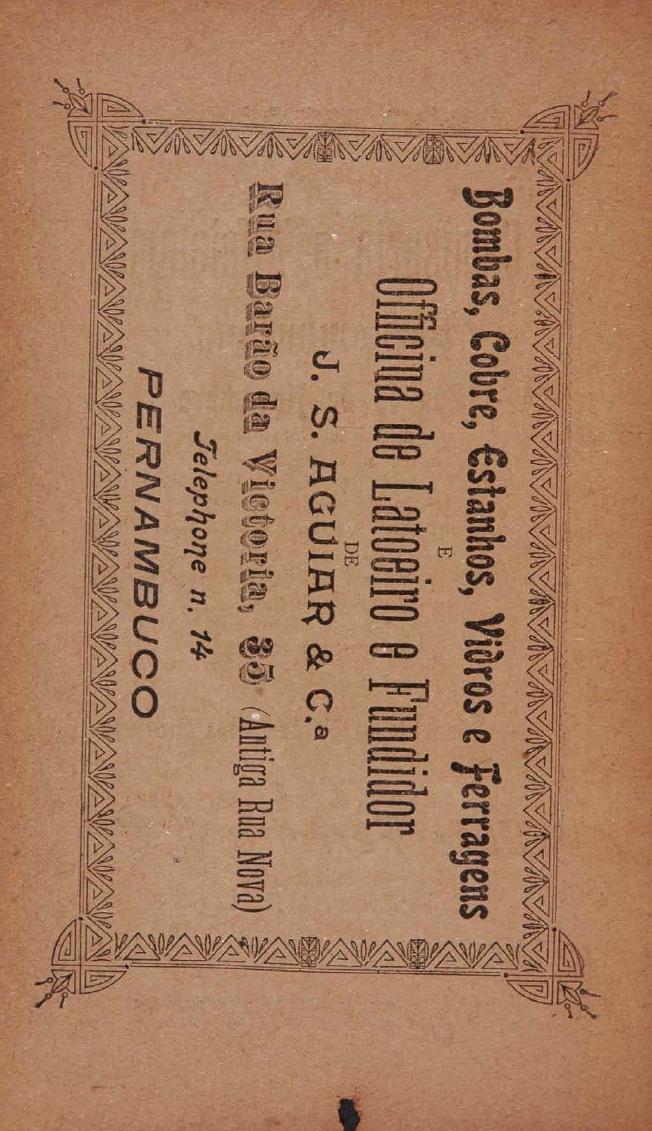 Bombas, Cobre, Estanhos, Vidros e Ferragens
E
Officina de Latoeiro e Fundidor
DE
J. S. AGUIAR & C.ª
Rua Barão da Victoria, 35 (Antiga Rua Nova)
Telephone n. 14
PERNAMBUCO